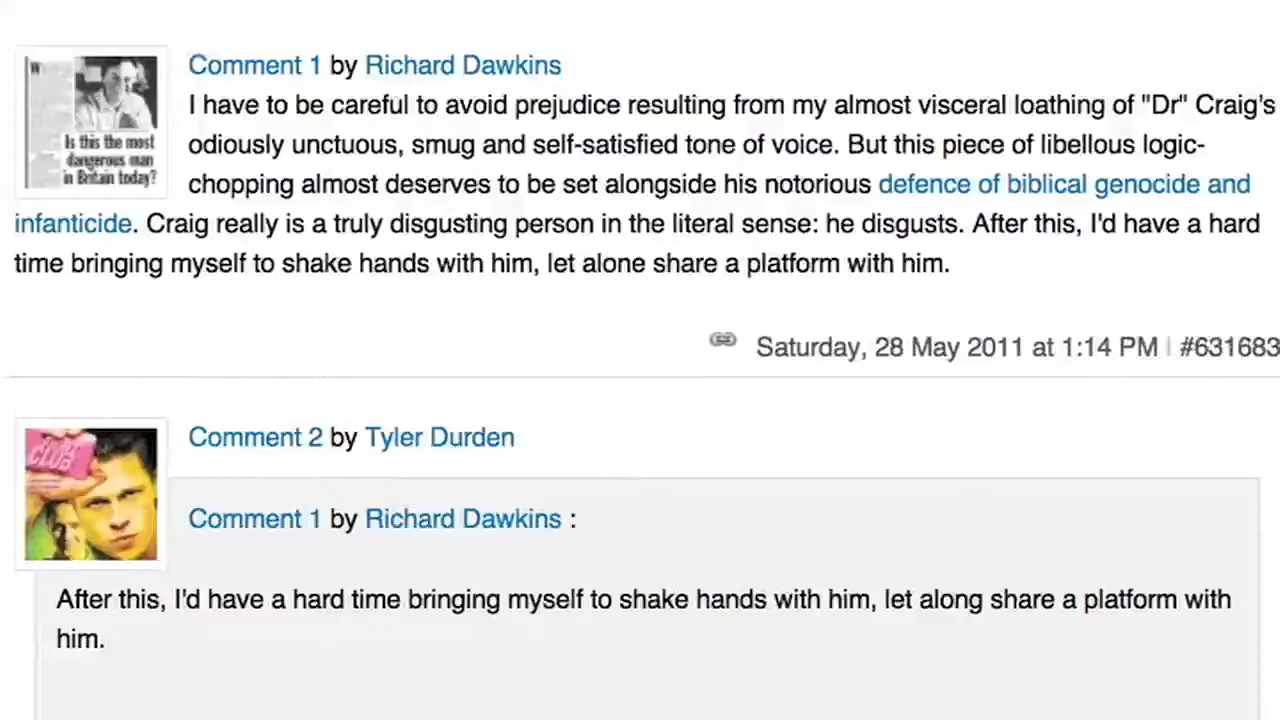 Comment 1 by Richard Dawkins
I have to be careful to avoid prejudice resulting from my almost visceral loathing of "Dr" Craig's
odiously unctuous, smug and self-satisfied tone of voice. But this piece of libellous logic-
chopping almost deserves to be set alongside his notorious defence of biblical genocide and
infanticide. Craig really is a truly disgusting person in the literal sense: he disgusts. After this, I'd have a hard
time bringing myself to shake hands with him, let alone share a platform with him.
Is this the most
dangerous man
in Britain today?
Saturday, 28 May 2011 at 1:14 PM | #631683
Comment 2 by Tyler Durden
CLUB
Comment 1 by Richard Dawkins :
After this, I'd have a hard time bringing myself to shake hands with him, let along share a platform with
him.